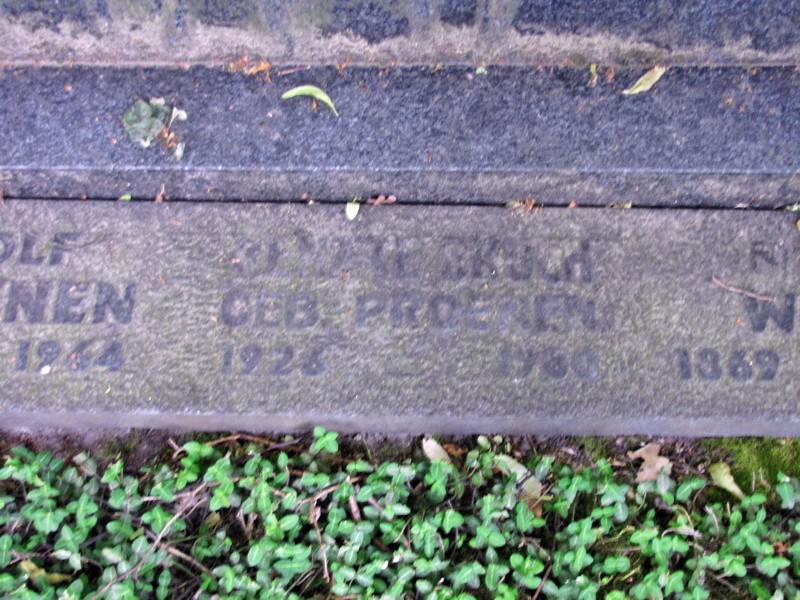 OLF
NEN
1964
GEB. PROENEN
1926 – 1980
W
1869